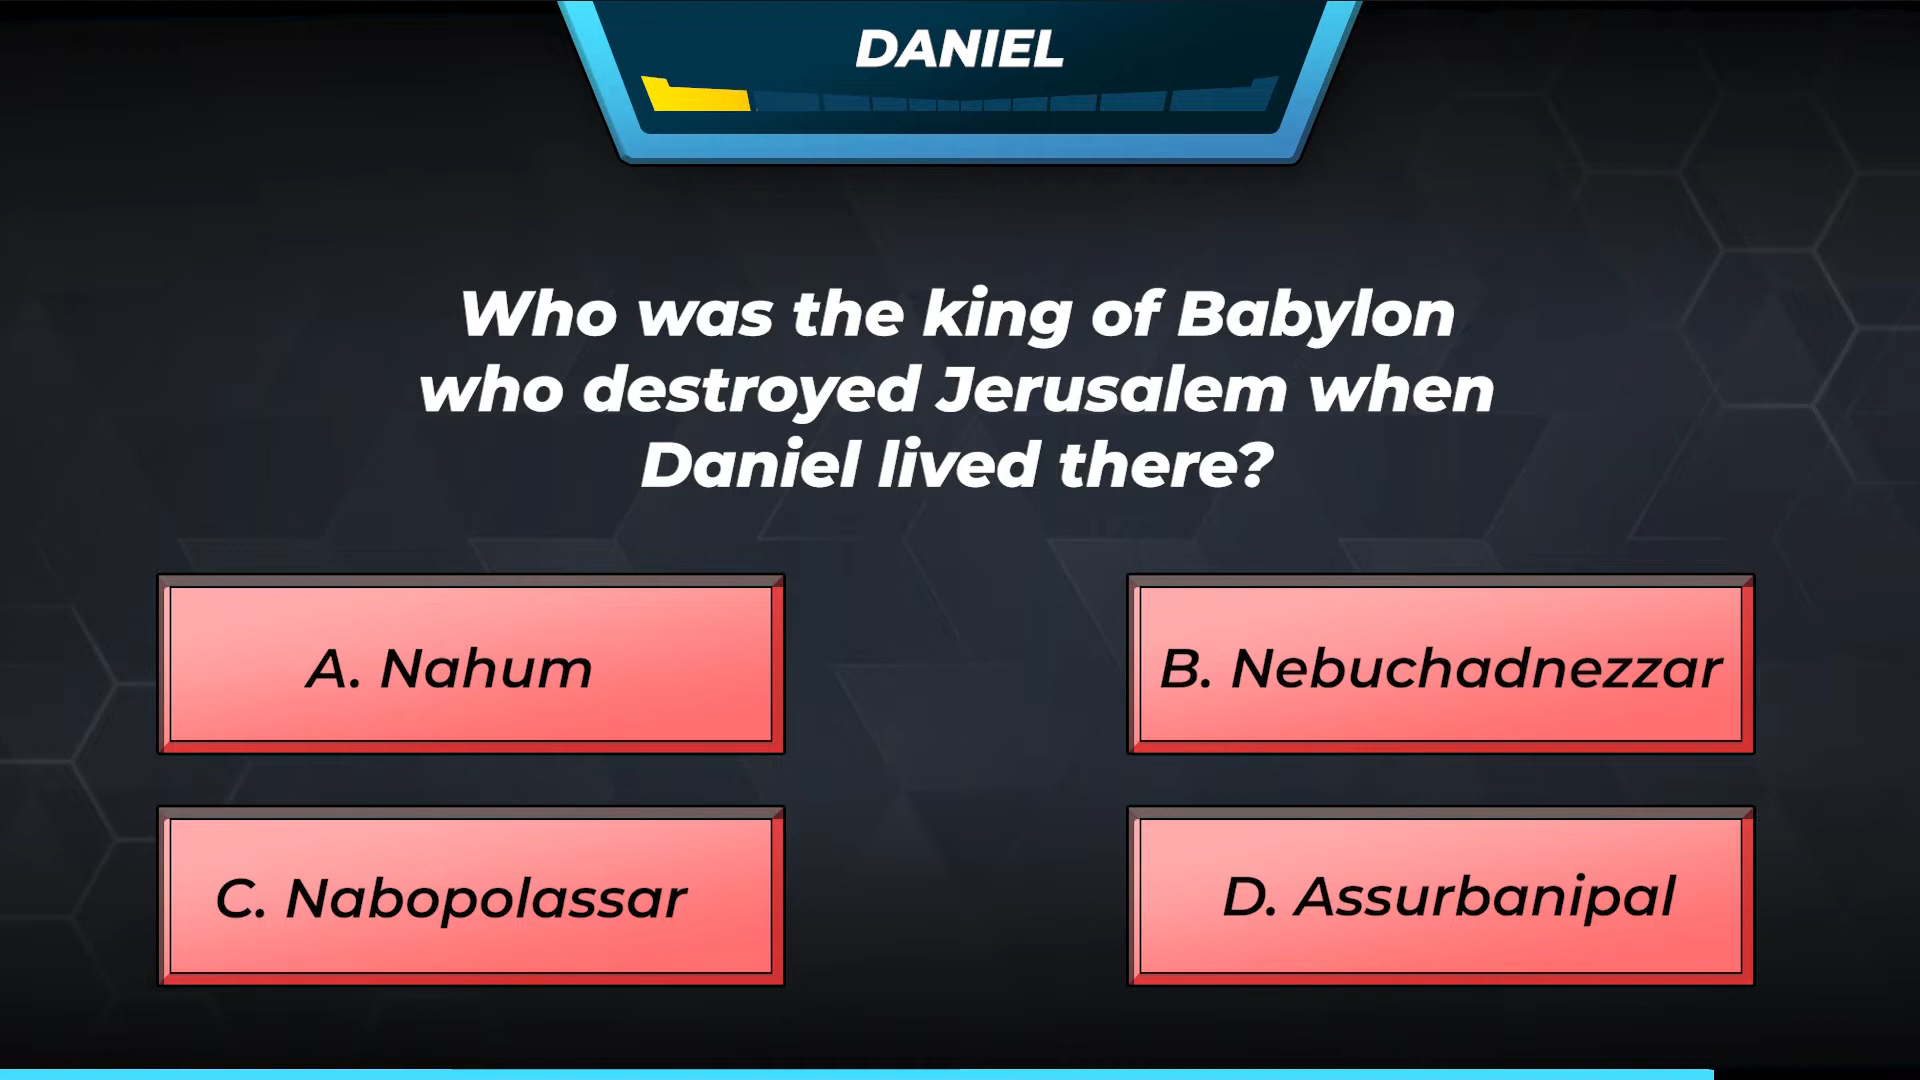 DANIEL
Who was the king of Babylon
who destroyed Jerusalem when
Daniel lived there?
A. Nahum
B. Nebuchadnezzar
C. Nabopolassar
D. Assurbanipal